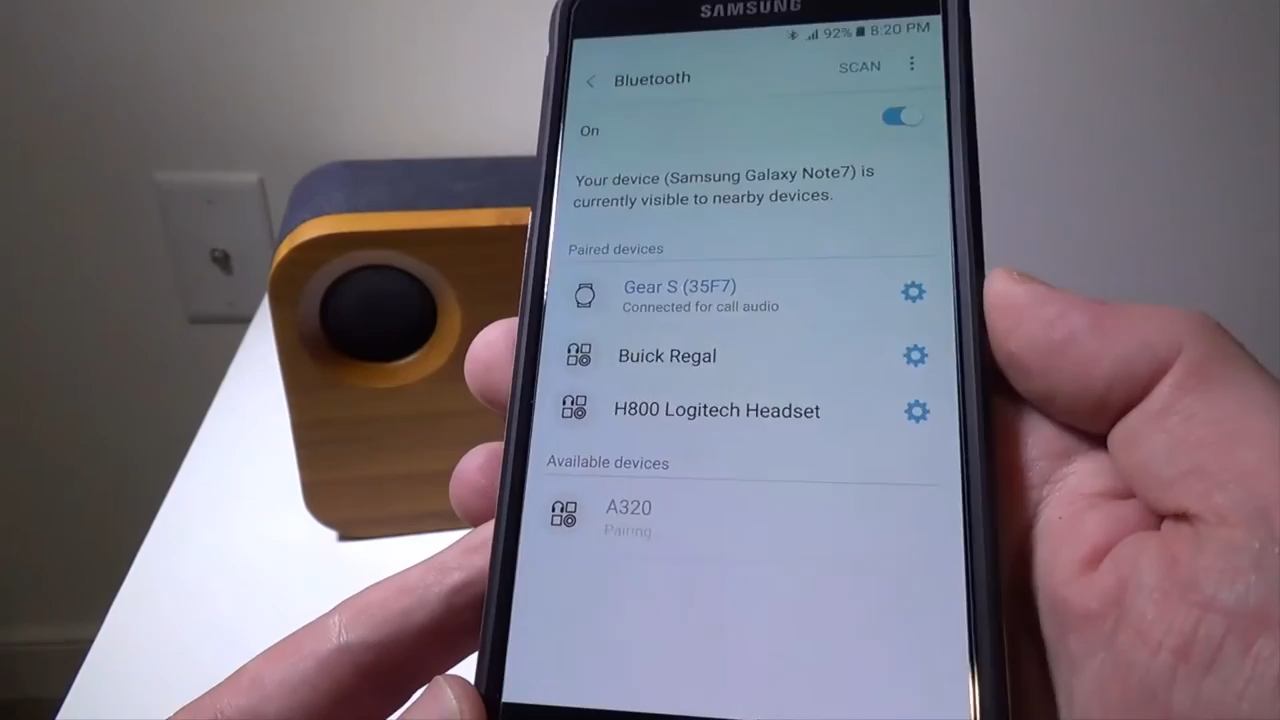 SAMSUNG
92% 8:20 PM
Bluetooth
SCAN
On
Your device (Samsung Galaxy Note7) is
currently visible to nearby devices.
Paired devices
Gear S (35F7)
Connected for call audio
Buick Regal
H800 Logitech Headset
Available devices
A320
Pairing